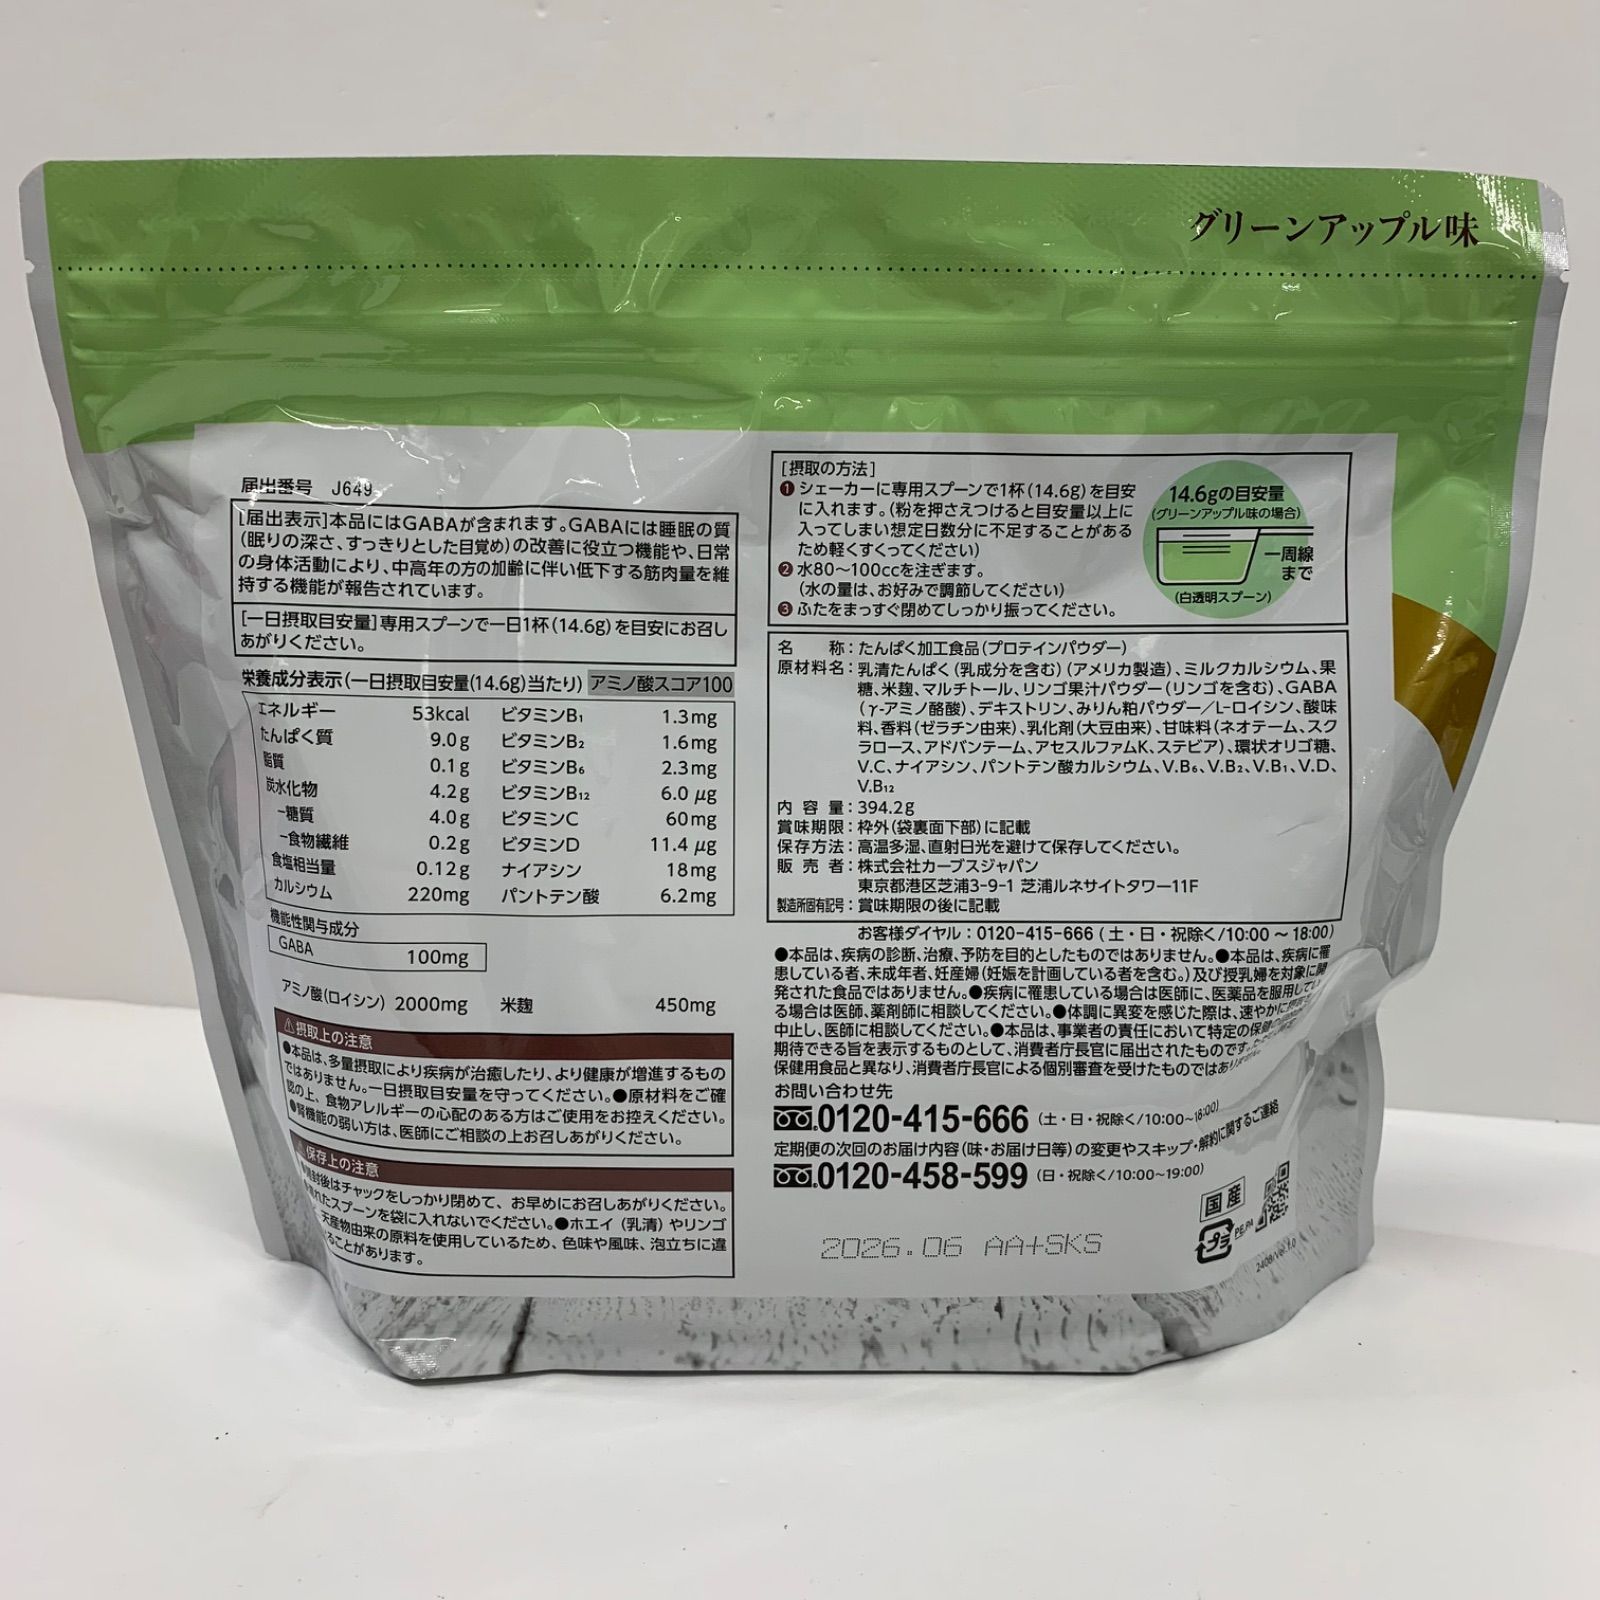 グリーンアップル味
届出番号 J649
[届出表示]本品にはGABAが含まれます。GABAには睡眠の質
(眠りの深さ、すっきりとした目覚め)の改善に役立つ機能や、日常
の身体活動により、中高年の方の加齢に伴い低下する筋肉量を維
持する機能が報告されています。
[一日摂取目安量]専用スプーンで一日1杯(14.6g)を目安にお召し
あがりください。
栄養成分表示(一日摂取目安量(14.6g)当たり) アミノ酸スコア100
エネルギー 53kcal ビタミンB₁ 1.3mg
たんぱく質 9.0g ビタミンB₂ 1.6mg
脂質 0.1g ビタミンB₆ 2.3mg
炭水化物 4.2g ビタミンB₁₂ 6.0μg
−糖質 4.0g ビタミンC 60mg
−食物繊維 0.2g ビタミンD 11.4μg
食塩相当量 0.12g ナイアシン 18mg
カルシウム 220mg パントテン酸 6.2mg
機能性関与成分
GABA 100mg
アミノ酸(ロイシン) 2000mg 米麹 450mg
⚠摂取上の注意
●本品は、多量摂取により疾病が治癒したり、より健康が増進するもの
ではありません。一日摂取目安量を守ってください。●原材料をご確
認の上、食物アレルギーの心配のある方はご使用をお控えください。
●腎機能の弱い方は、医師にご相談の上お召しあがりください。
保存上の注意
封後はチャックをしっかり閉めて、お早めにお召しあがりください。
れたスプーンを袋に入れないでください。●ホエイ(乳清)やリンゴ
天産物由来の原料を使用しているため、色味や風味、泡立ちに違
ることがあります。
[摂取の方法]
❶シェーカーに専用スプーンで1杯(14.6g)を目安
に入れます。(粉を押さえつけると目安量以上に
入ってしまい想定日数分に不足することがある
ため軽くすくってください)
❷水80〜100ccを注ぎます。
(水の量は、お好みで調節してください)
❸ふたをまっすぐ閉めてしっかり振ってください。
14.6gの目安量
(グリーンアップル味の場合)
一周線
まで
(白透明スプーン)
名称:たんぱく加工食品(プロテインパウダー)
原材料名:乳清たんぱく(乳成分を含む)(アメリカ製造)、ミルクカルシウム、果
糖、米麹、マルチトール、リンゴ果汁パウダー(リンゴを含む)、GABA
(γ-アミノ酪酸)、デキストリン、みりん粕パウダー/L-ロイシン、酸味
料、香料(ゼラチン由来)、乳化剤(大豆由来)、甘味料(ネオテーム、スク
ラロース、アドバンテーム、アセスルファムK、ステビア)、環状オリゴ糖、
V.C、ナイアシン、パントテン酸カルシウム、V.B₆、V.B₂、V.B₁、V.D、
V.B₁₂
内容量:394.2g
賞味期限:枠外(袋裏面下部)に記載
保存方法:高温多湿、直射日光を避けて保存してください。
販売者:株式会社カーブスジャパン
東京都港区芝浦3-9-1 芝浦ルネサイトタワー11F
製造所固有記号:賞味期限の後に記載
お客様ダイヤル:0120-415-666(土・日・祝除く/10:00〜18:00)
●本品は、疾病の診断、治療、予防を目的としたものではありません。●本品は、疾病に罹
患している者、未成年者、妊産婦(妊娠を計画している者を含む。)及び授乳婦を対象に開
発された食品ではありません。●疾病に罹患している場合は医師に、医薬品を服用してい
る場合は医師、薬剤師に相談してください。●体調に異変を感じた際は、速やかに摂取を
中止し、医師に相談してください。●本品は、事業者の責任において特定の保健の
期待できる旨を表示するものとして、消費者庁長官に届出されたものです。
保健用食品と異なり、消費者庁長官による個別審査を受けたものではありません。
お問い合わせ先
0120-415-666 (土・日・祝除く/10:00〜18:00)
定期便の次回のお届け内容(味・お届け日等)の変更やスキップ・解約に関するご連絡
0120-458-599 (日・祝除く/10:00〜19:00)
国産
プラ
PE,PA
2026.06 AA+SKS
2408/Ver.1.0